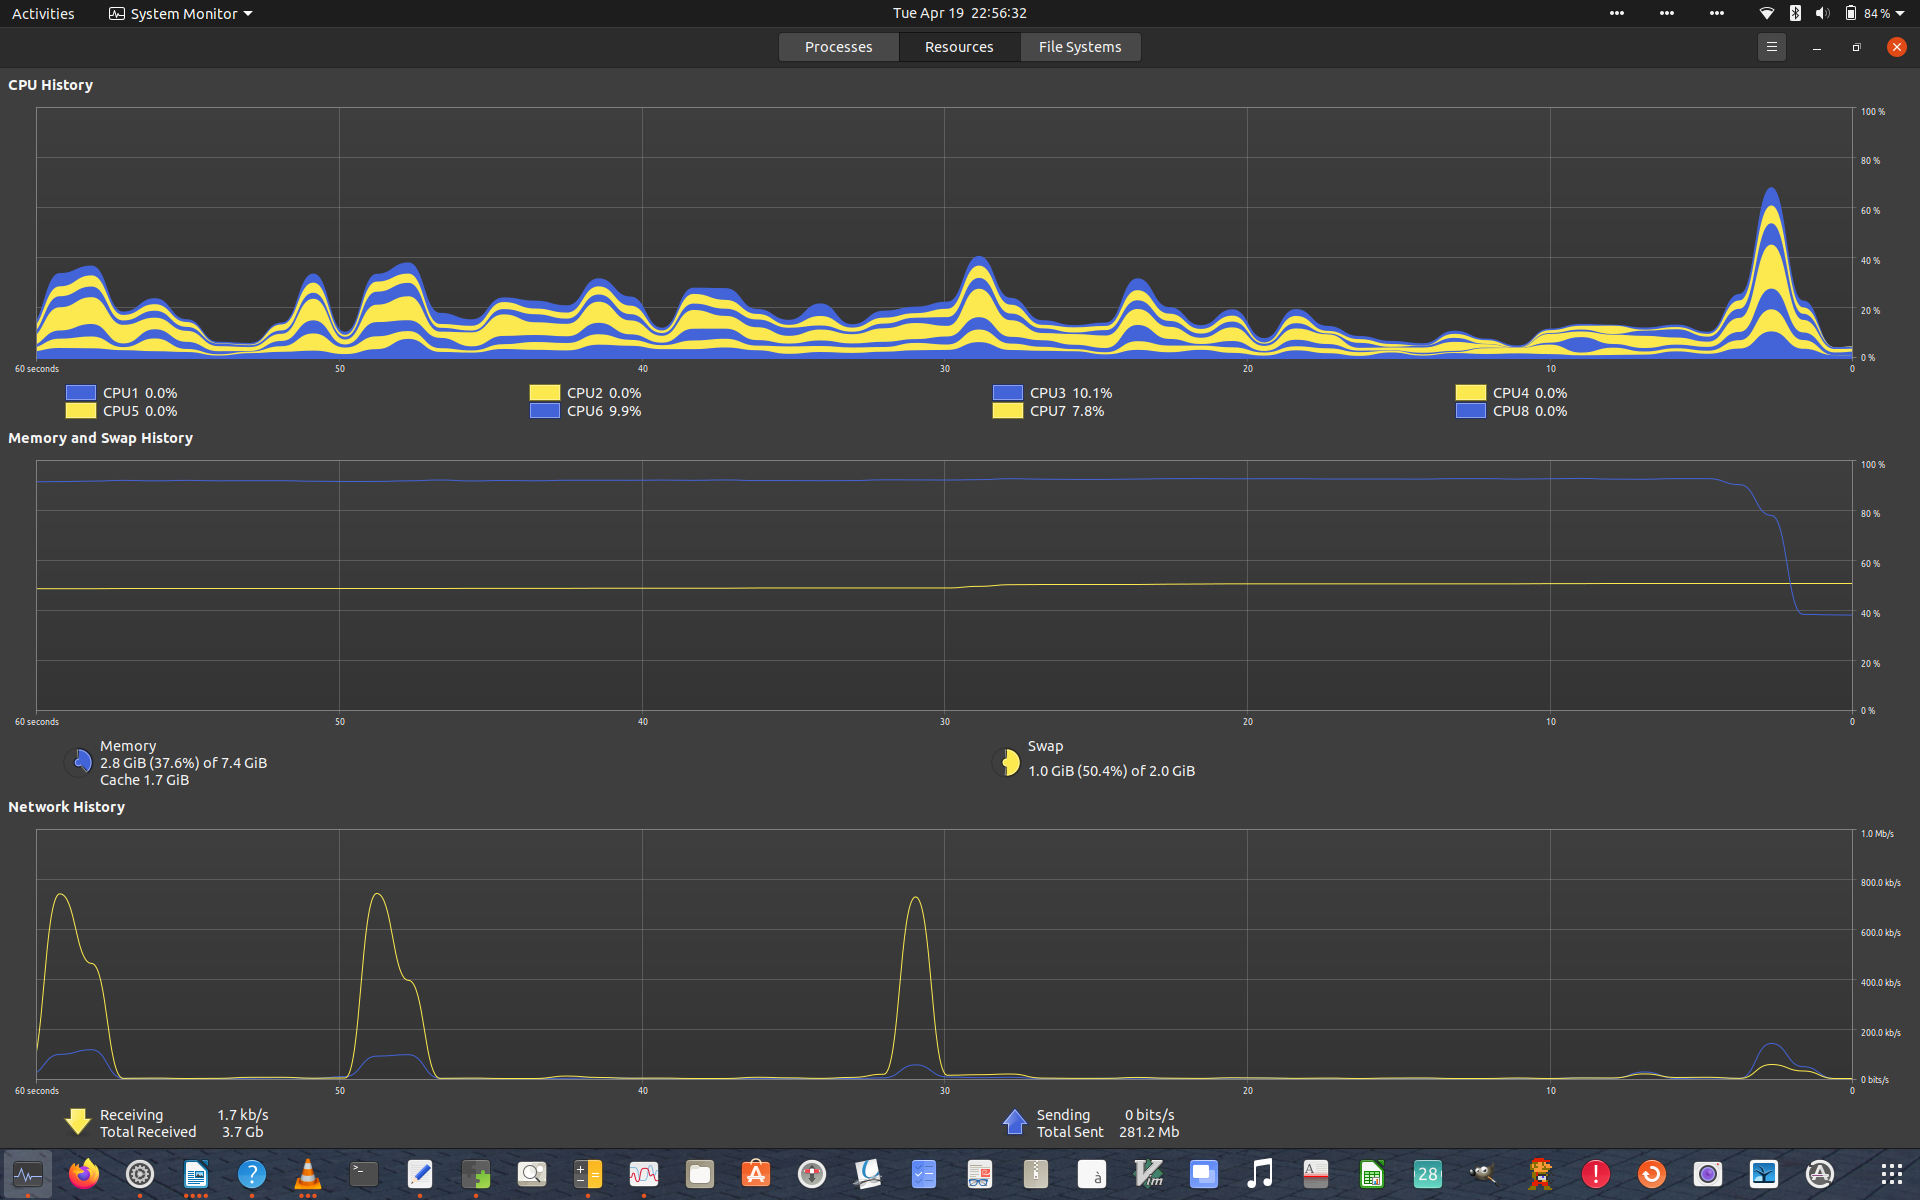 Activities System Monitor Tue Apr 19 22:56:32 84 %
Processes Resources File Systems
CPU History
100 %
80 %
60 %
40 %
20 %
0 %
60 seconds 50 40 30 20 10 0
CPU1 0.0% CPU2 0.0% CPU3 10.1% CPU4 0.0%
CPU5 0.0% CPU6 9.9% CPU7 7.8% CPU8 0.0%
Memory and Swap History
100 %
80 %
60 %
40 %
20 %
0 %
60 seconds 50 40 30 20 10 0
Memory
2.8 GiB (37.6%) of 7.4 GiB
Cache 1.7 GiB
Swap
1.0 GiB (50.4%) of 2.0 GiB
Network History
1.0 Mb/s
800.0 kb/s
600.0 kb/s
400.0 kb/s
200.0 kb/s
0 bits/s
60 seconds 50 40 30 20 10 0
Receiving 1.7 kb/s
Total Received 3.7 Gb
Sending 0 bits/s
Total Sent 281.2 Mb
? >_ à Vim A 28 !